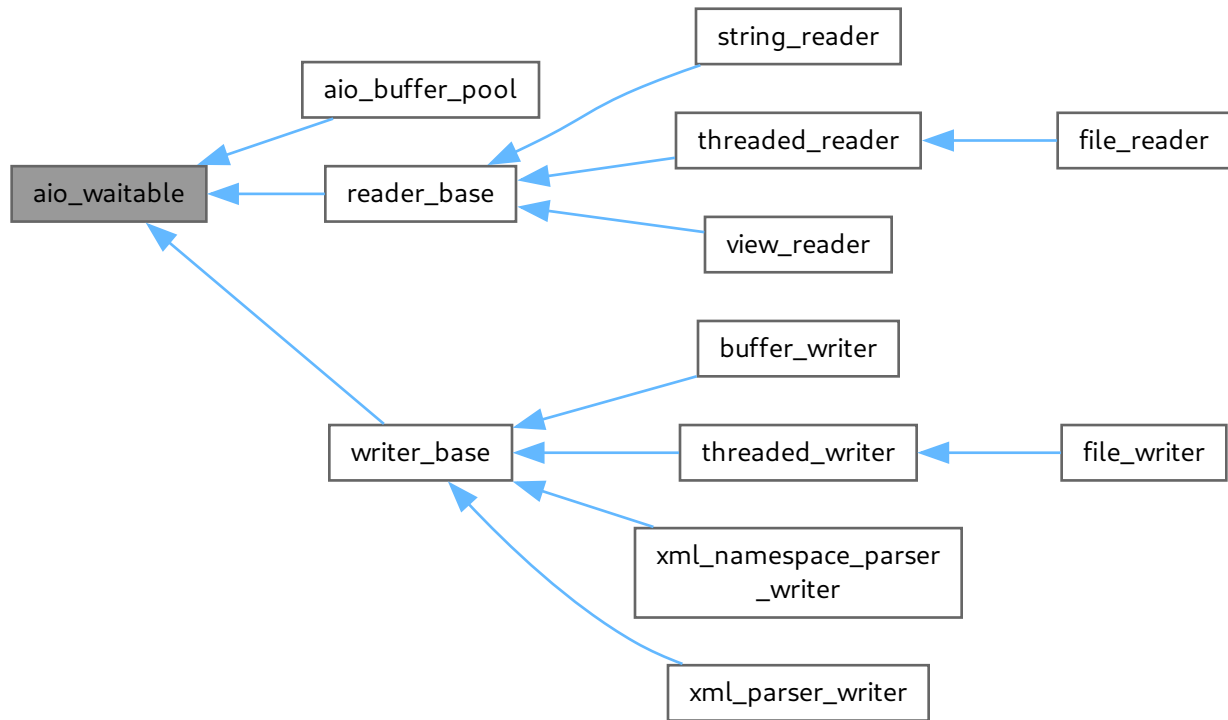 string_reader
aio_buffer_pool
threaded_reader
file_reader
aio_waitable
reader_base
view_reader
buffer_writer
writer_base
threaded_writer
file_writer
xml_namespace_parser
_writer
xml_parser_writer